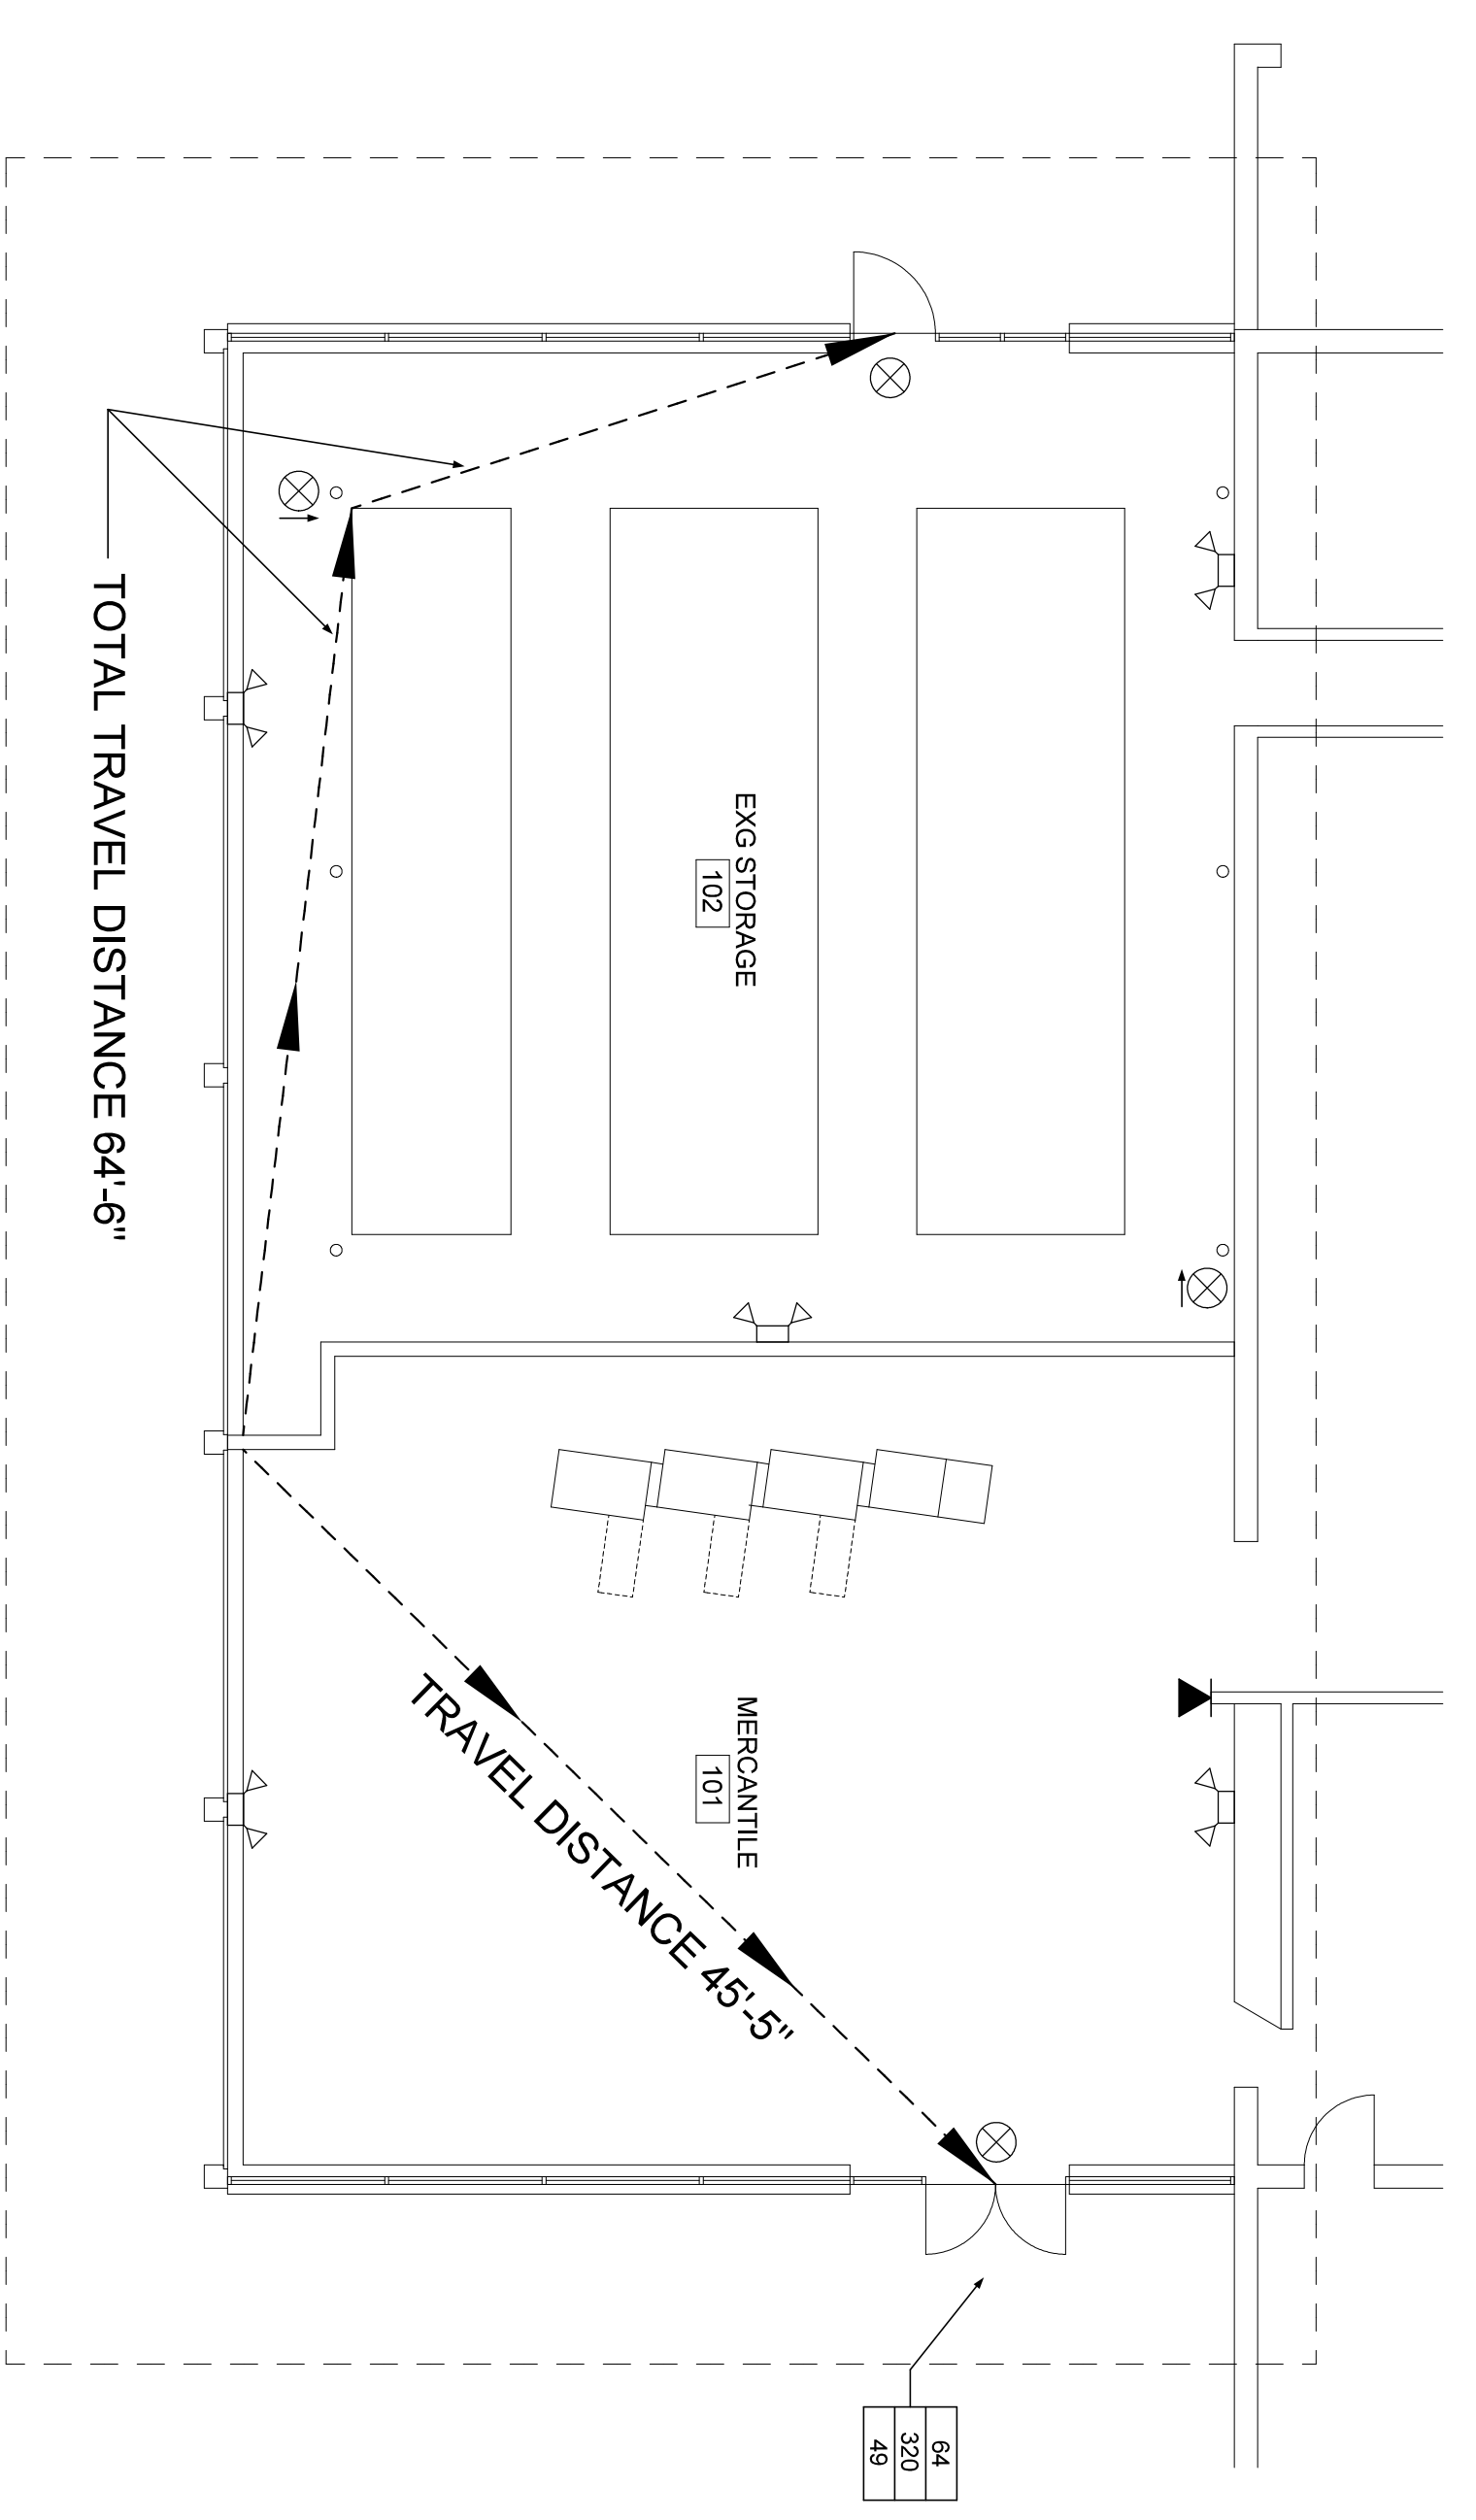 TOTAL TRAVEL DISTANCE 64'-6"
EXG STORAGE
102
MERCANTILE
101
TRAVEL DISTANCE 45'-5"
64
320
49